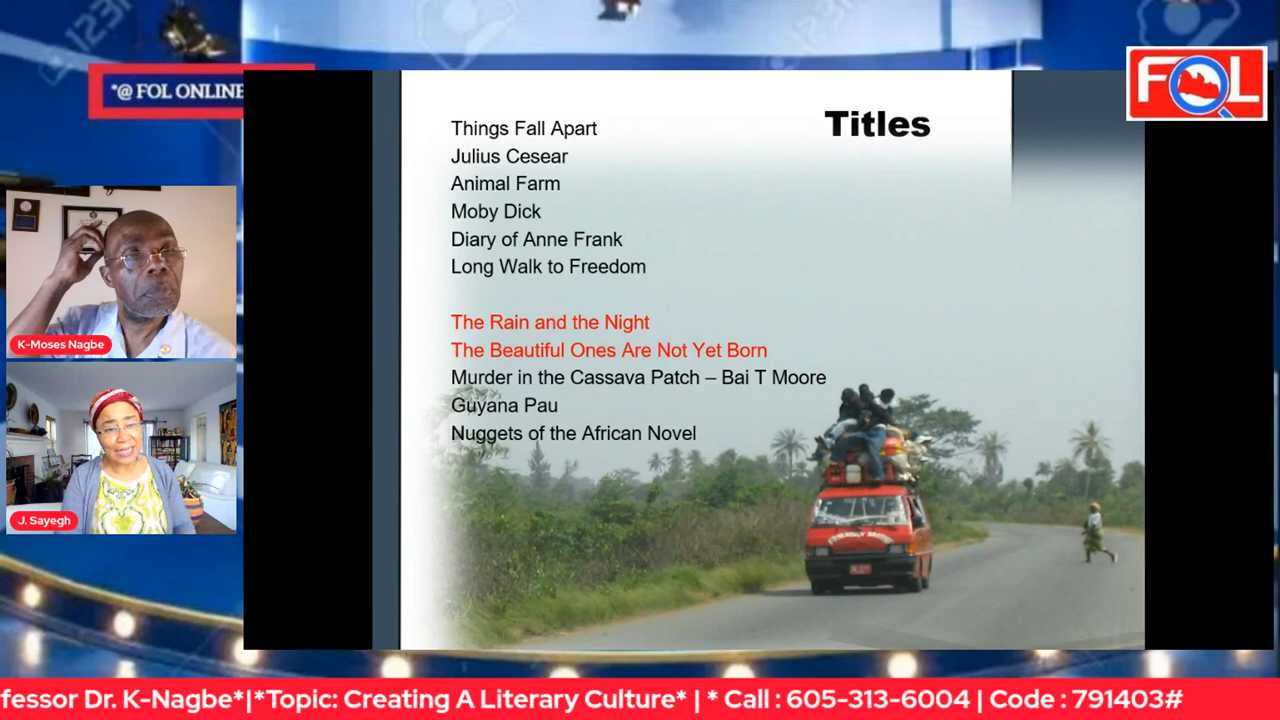 *@ FOL ONLINE
FOL
Titles
Things Fall Apart
Julius Cesear
Animal Farm
Moby Dick
Diary of Anne Frank
Long Walk to Freedom
The Rain and the Night
The Beautiful Ones Are Not Yet Born
Murder in the Cassava Patch – Bai T Moore
Guyana Pau
Nuggets of the African Novel
K-Moses Nagbe
J. Sayegh
fessor Dr. K-Nagbe*|*Topic: Creating A Literary Culture* | * Call : 605-313-6004 | Code : 791403#